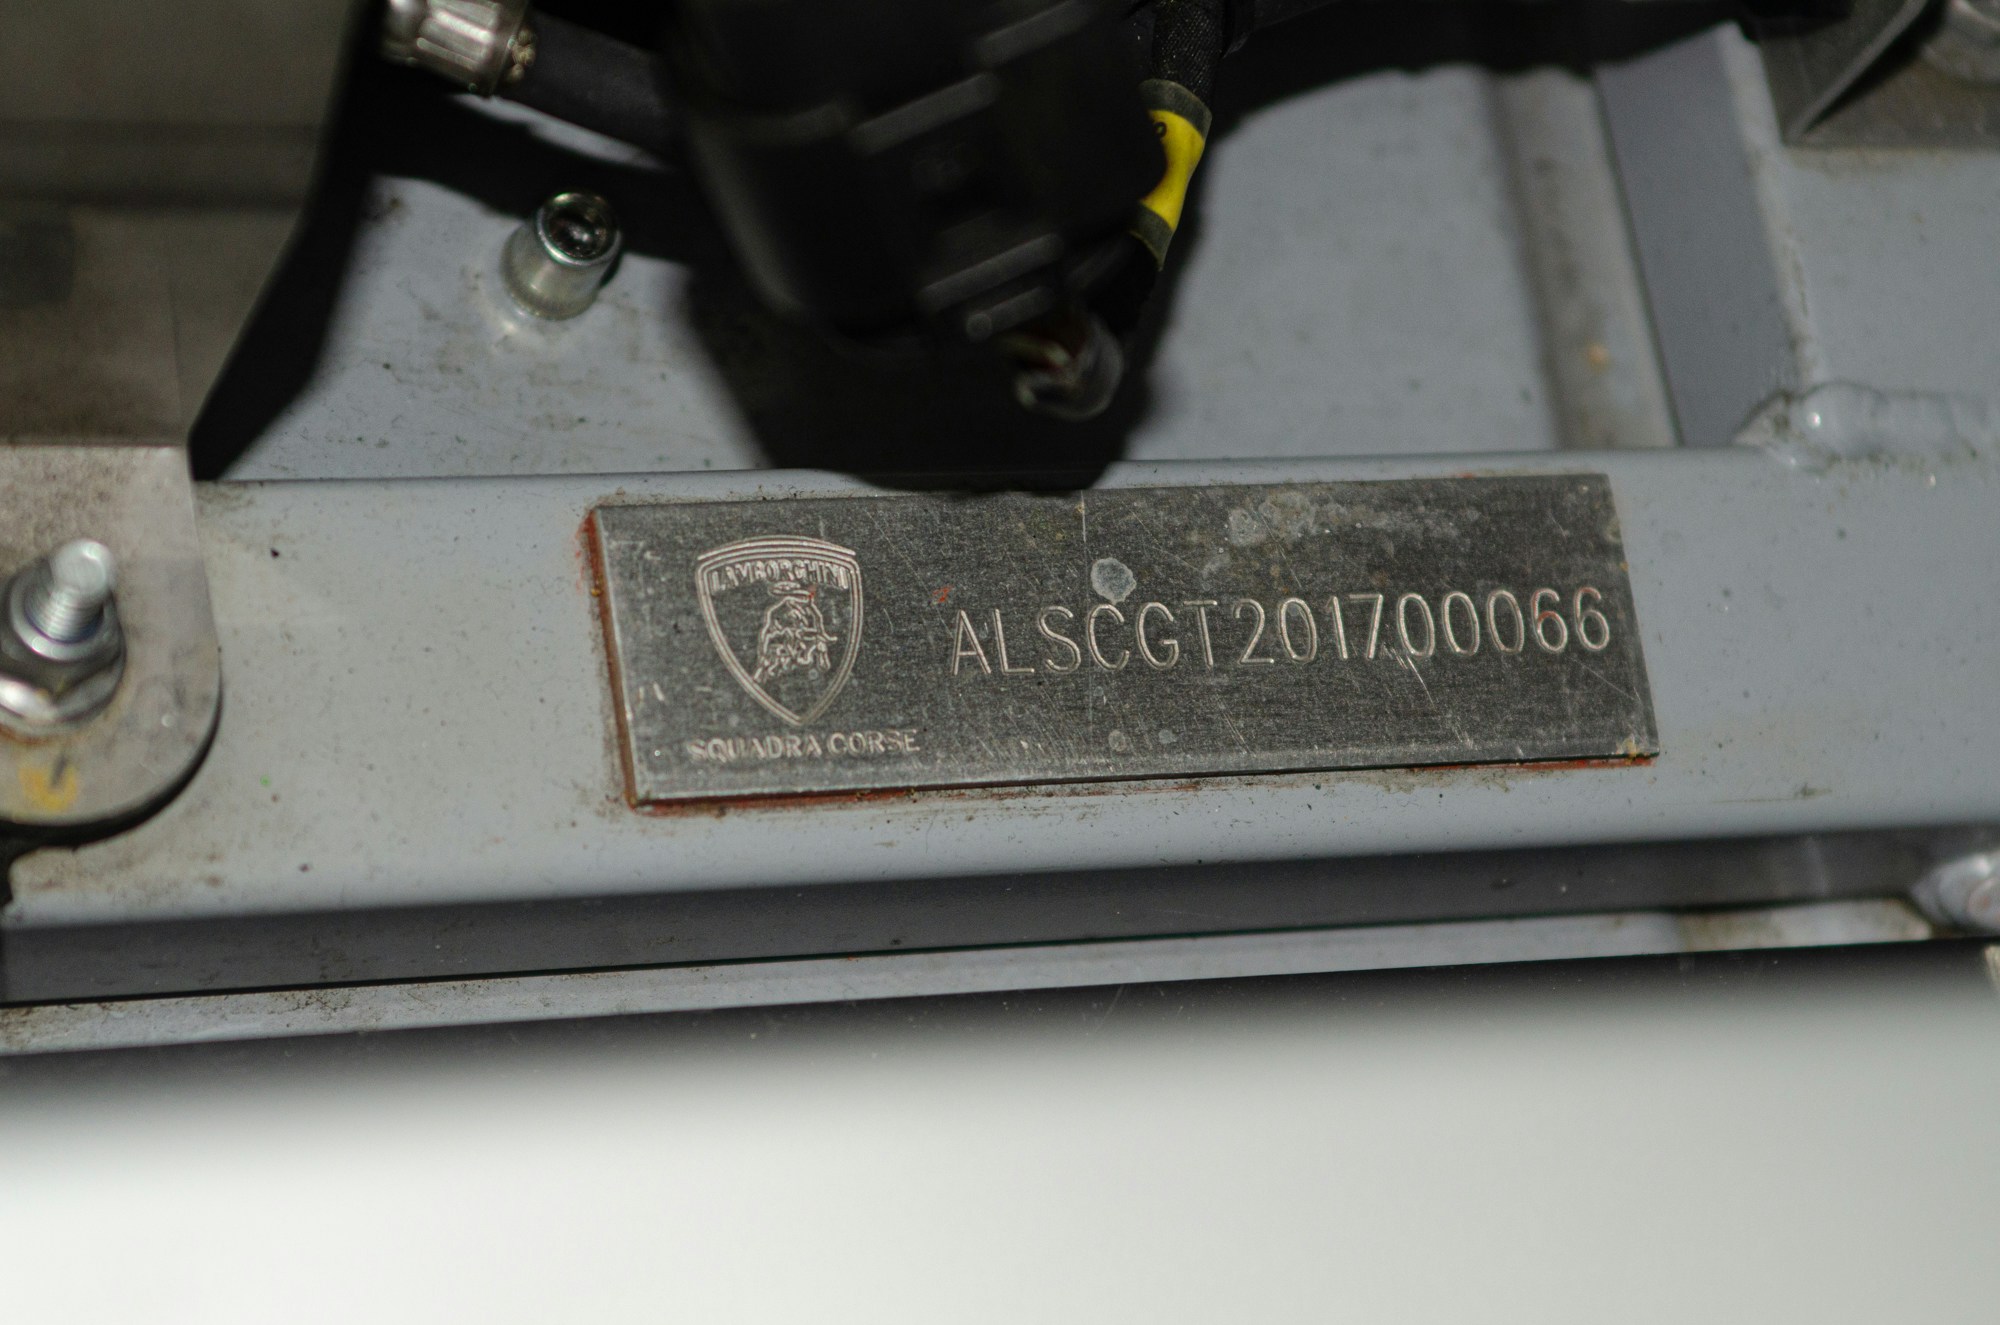 LAMBORGHINI
ALSCGT201700066
SQUADRA CORSE